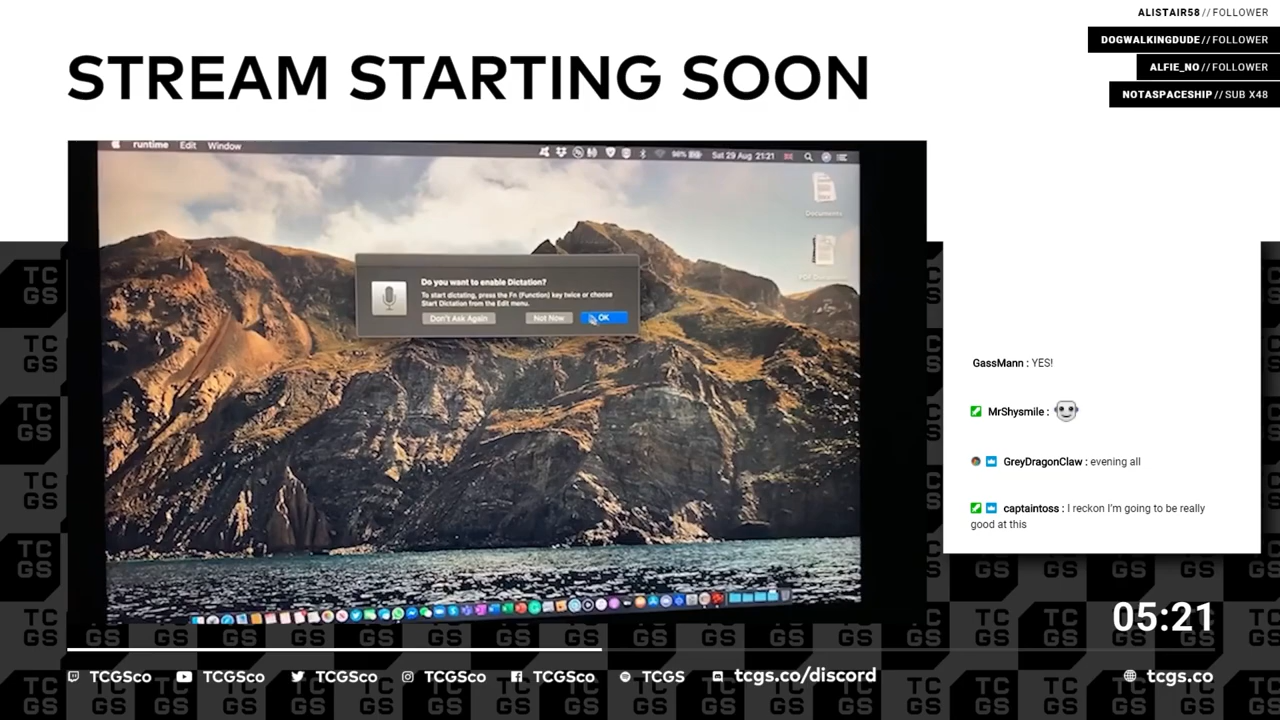 ALISTAIR58 // FOLLOWER
DOGWALKINGDUDE // FOLLOWER
ALFIE_NO // FOLLOWER
NOTASPACESHIP // SUB X48
STREAM STARTING SOON
runtime Edit Window
98% Sat 29 Aug 21:21
Documents
Do you want to enable Dictation?
To start dictating, press the Fn (Function) key twice or choose
Start Dictation from the Edit menu.
Don't Ask Again Not Now OK
GassMann : YES!
MrShysmile :
GreyDragonClaw : evening all
captaintoss : I reckon I'm going to be really
good at this
05:21
TCGSco TCGSco TCGSco TCGSco TCGSco TCGS tcgs.co/discord tcgs.co
TC
GS